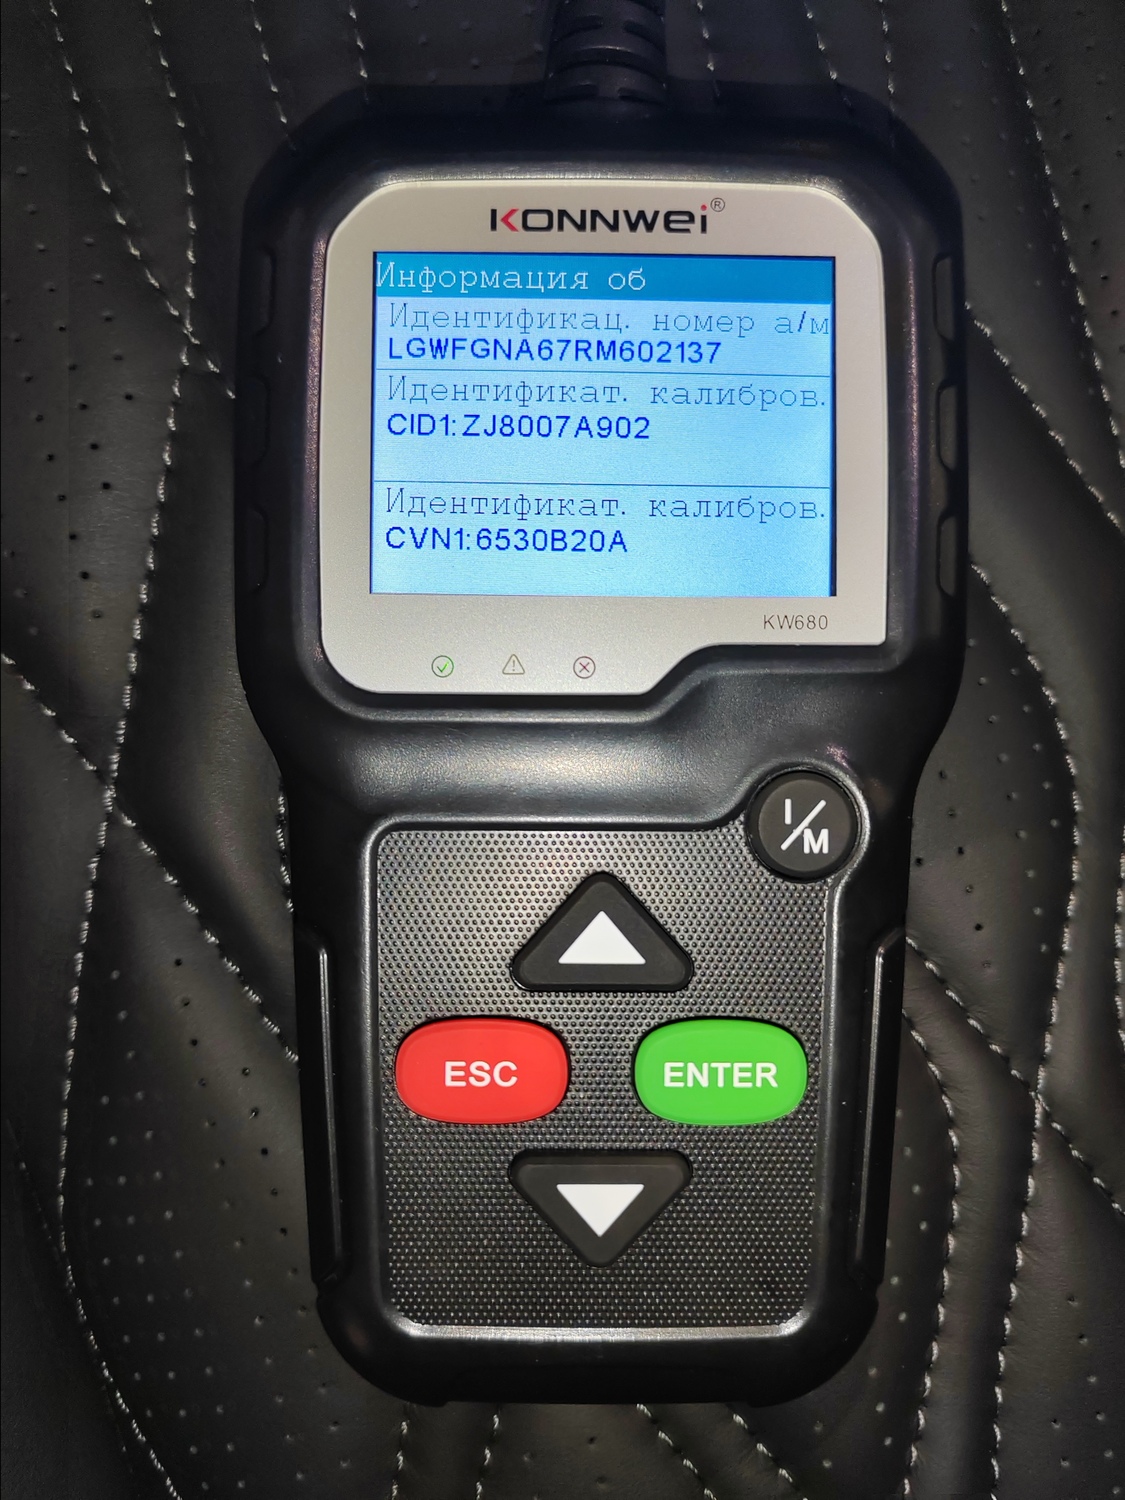 KONNWEI®
Информация об
Идентификац. номер а/м
LGWFGNA67RM602137
Идентификат. калибров.
CID1:ZJ8007A902
Идентификат. калибров.
CVN1:6530B20A
KW680
I/M
ESC
ENTER